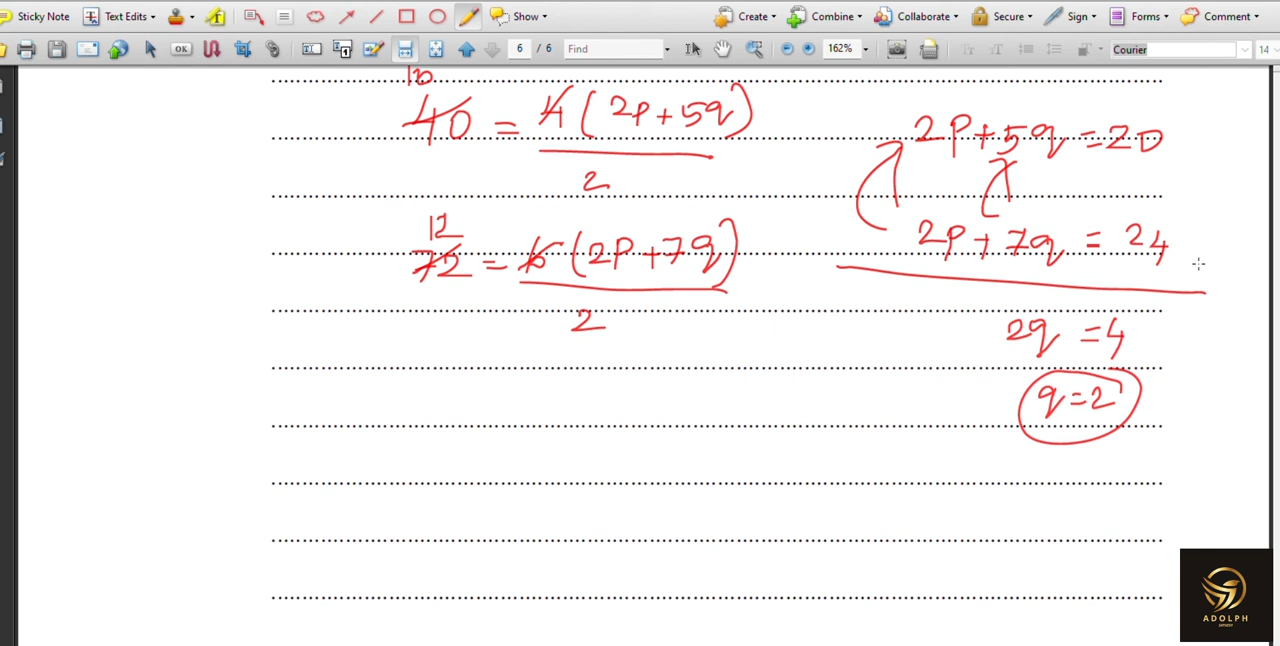 Sticky Note Text Edits Show Create Combine Collaborate Secure Sign Forms Comment
OK 6 / 6 Find 162% Courier 14
10
40 = 4(2p+5q)
2
2p+5q =20
12
72 = 6(2p+7q)
2
2p+7q = 24
2q =4
q=2
ADOLPH